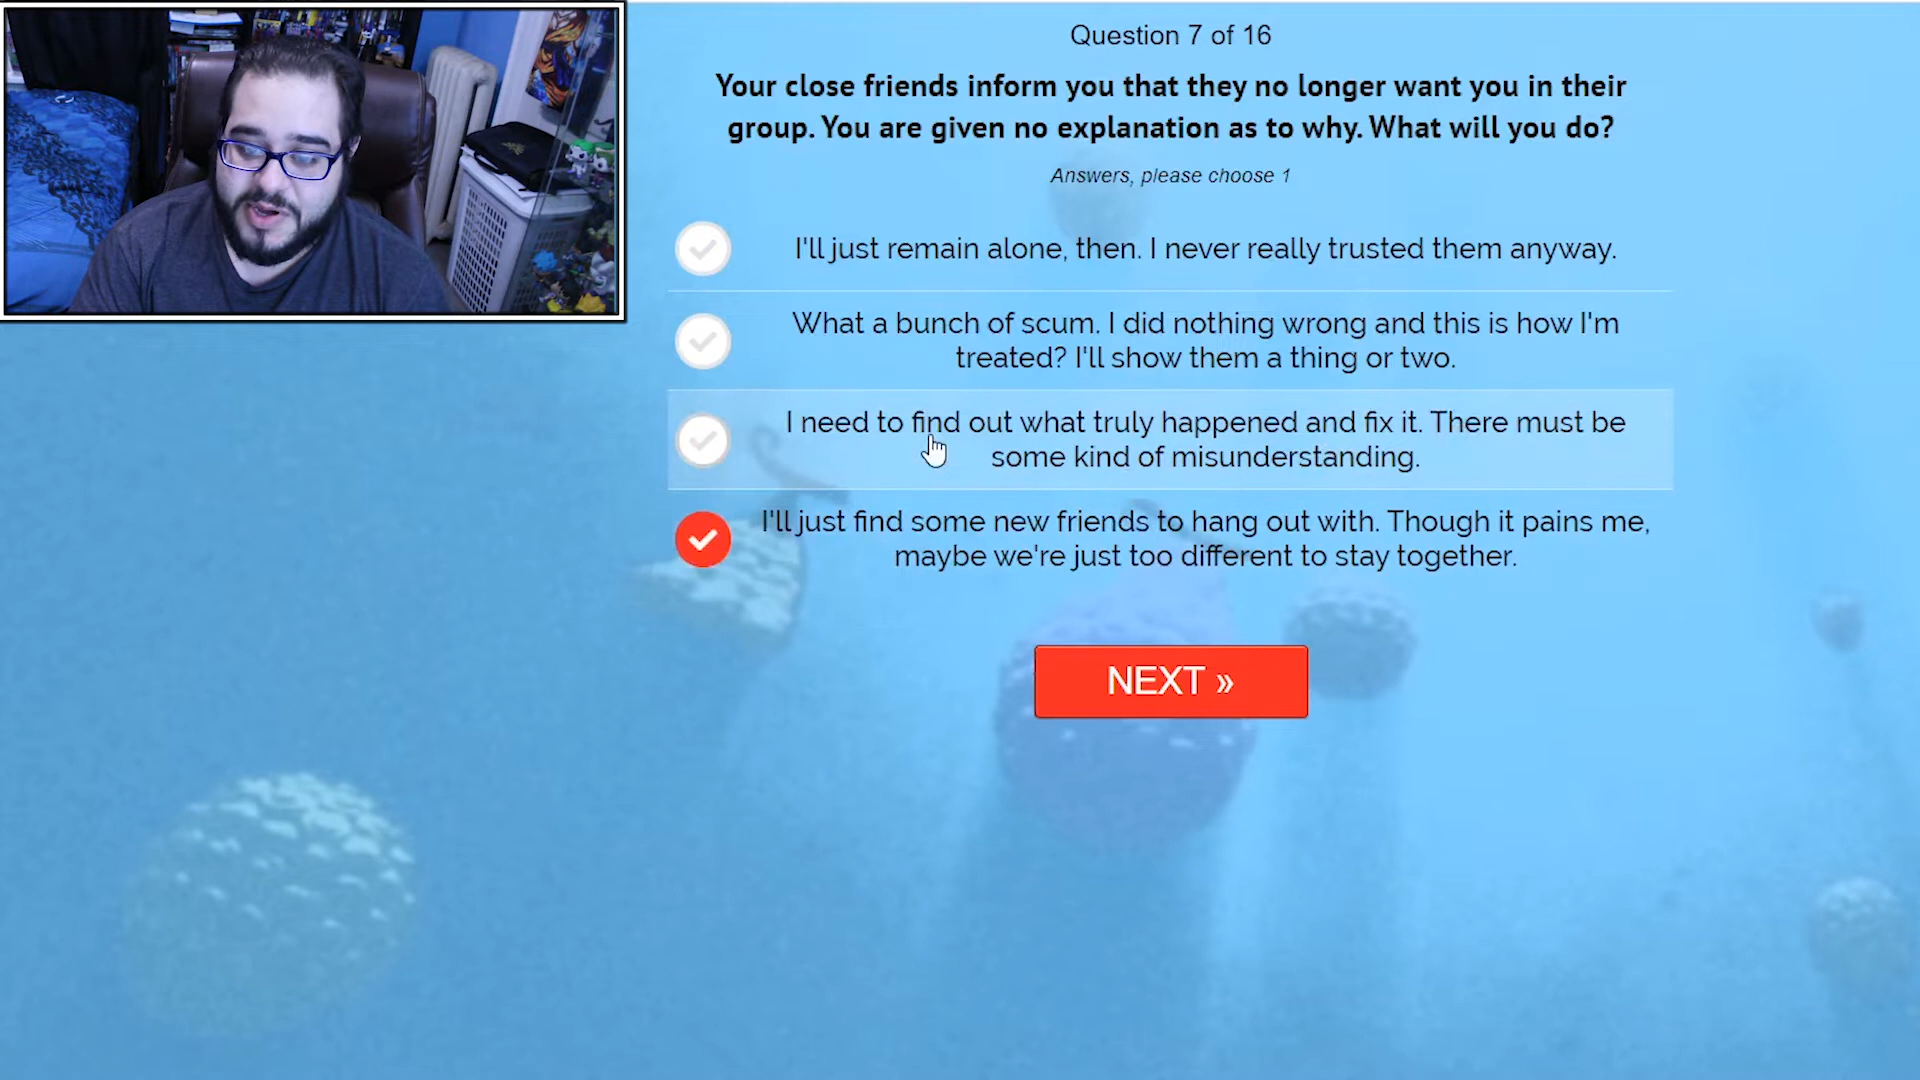 Question 7 of 16
Your close friends inform you that they no longer want you in their
group. You are given no explanation as to why. What will you do?
Answers, please choose 1
I'll just remain alone, then. I never really trusted them anyway.
What a bunch of scum. I did nothing wrong and this is how I'm
treated? I'll show them a thing or two.
I need to find out what truly happened and fix it. There must be
some kind of misunderstanding.
I'll just find some new friends to hang out with. Though it pains me,
maybe we're just too different to stay together.
NEXT »